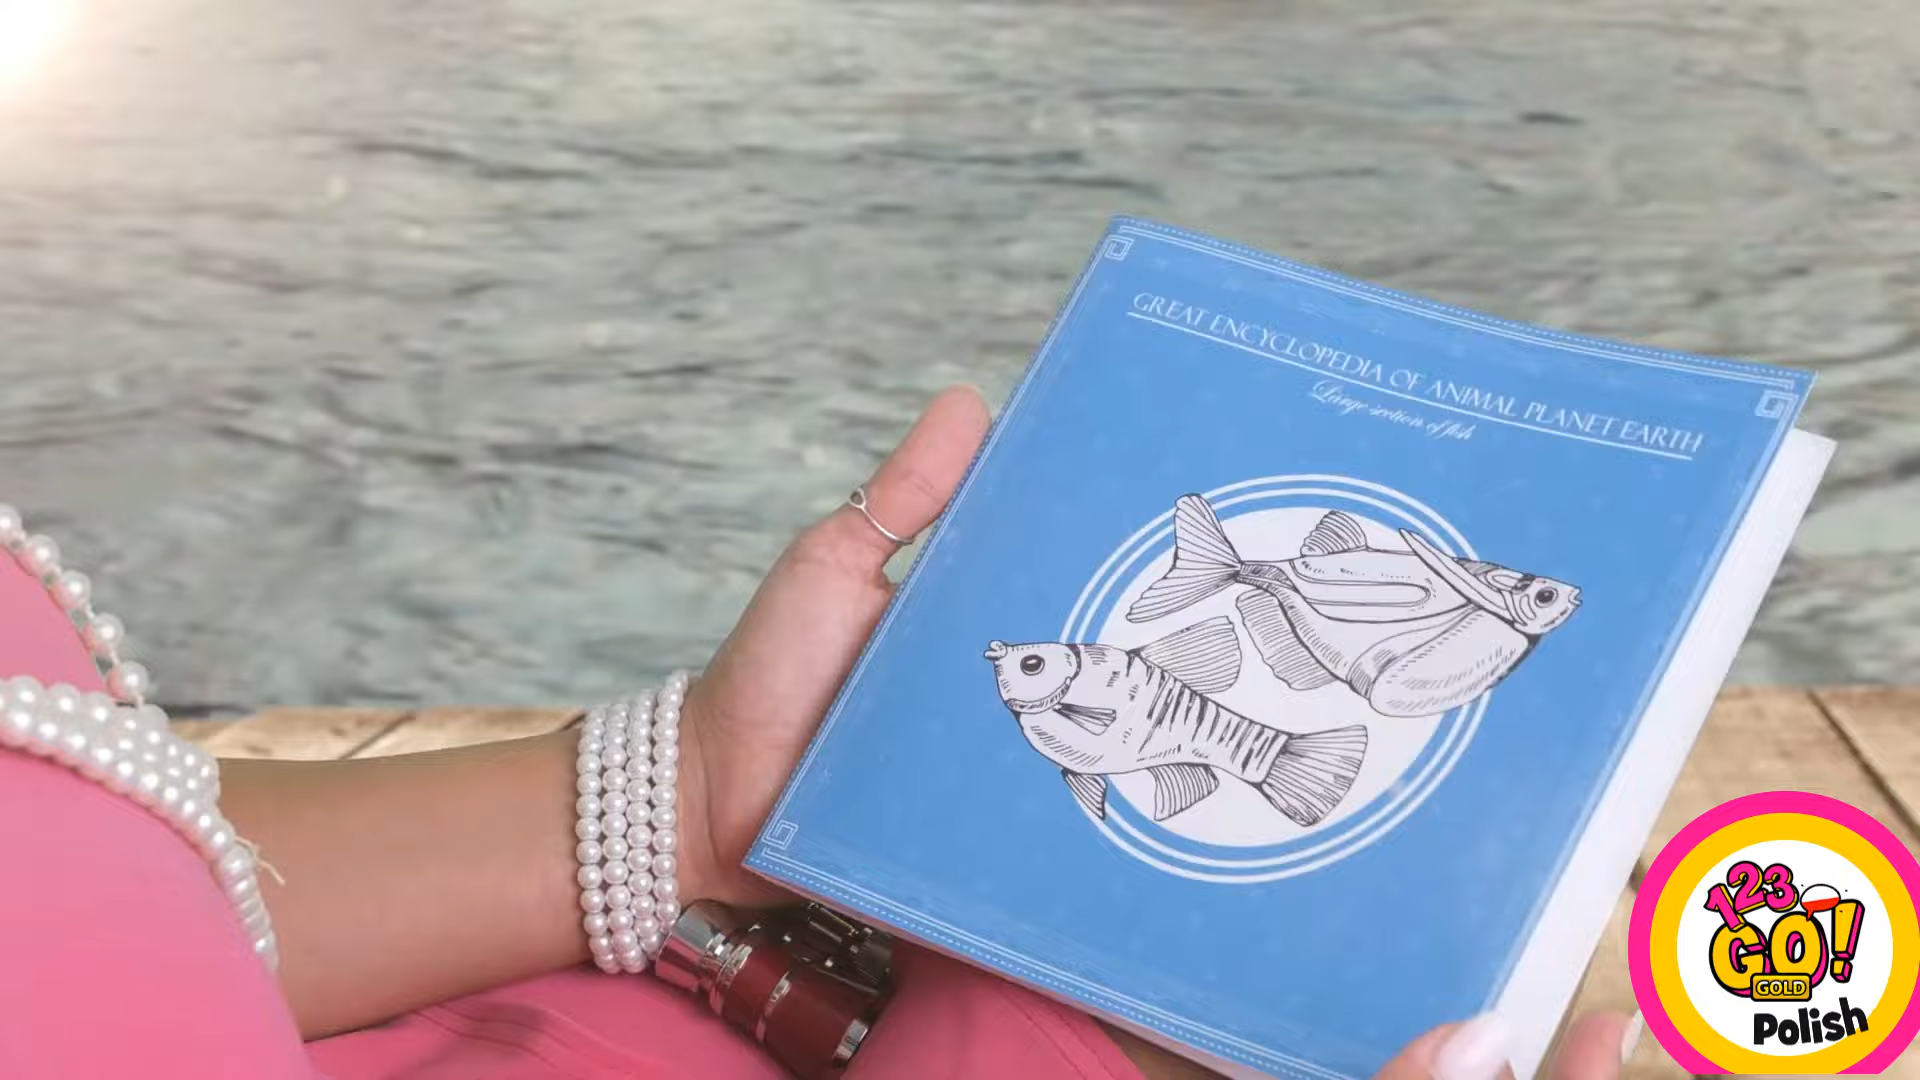 GREAT ENCYCLOPEDIA OF ANIMAL PLANET EARTH
Large section of fish
123
GO!
GOLD
Polish